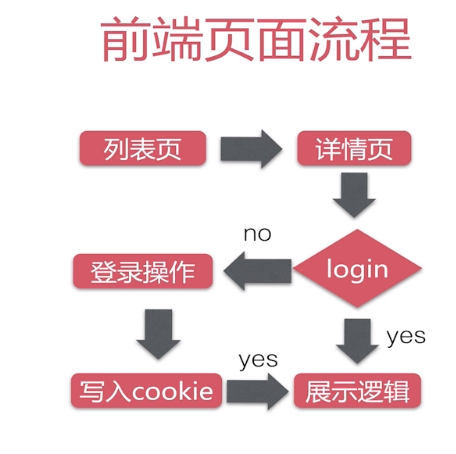 前端页面流程
列表页
详情页
no
登录操作
login
yes
yes
写入cookie
展示逻辑